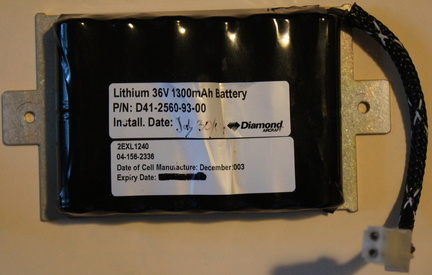 Lithium 36V 1300mAh Battery
P/N: D41-2560-93-00
Install. Date:
Diamond
AIRCRAFT
2EXL1240
04-156-2336
Date of Cell Manufacture: December:003
Expiry Date: